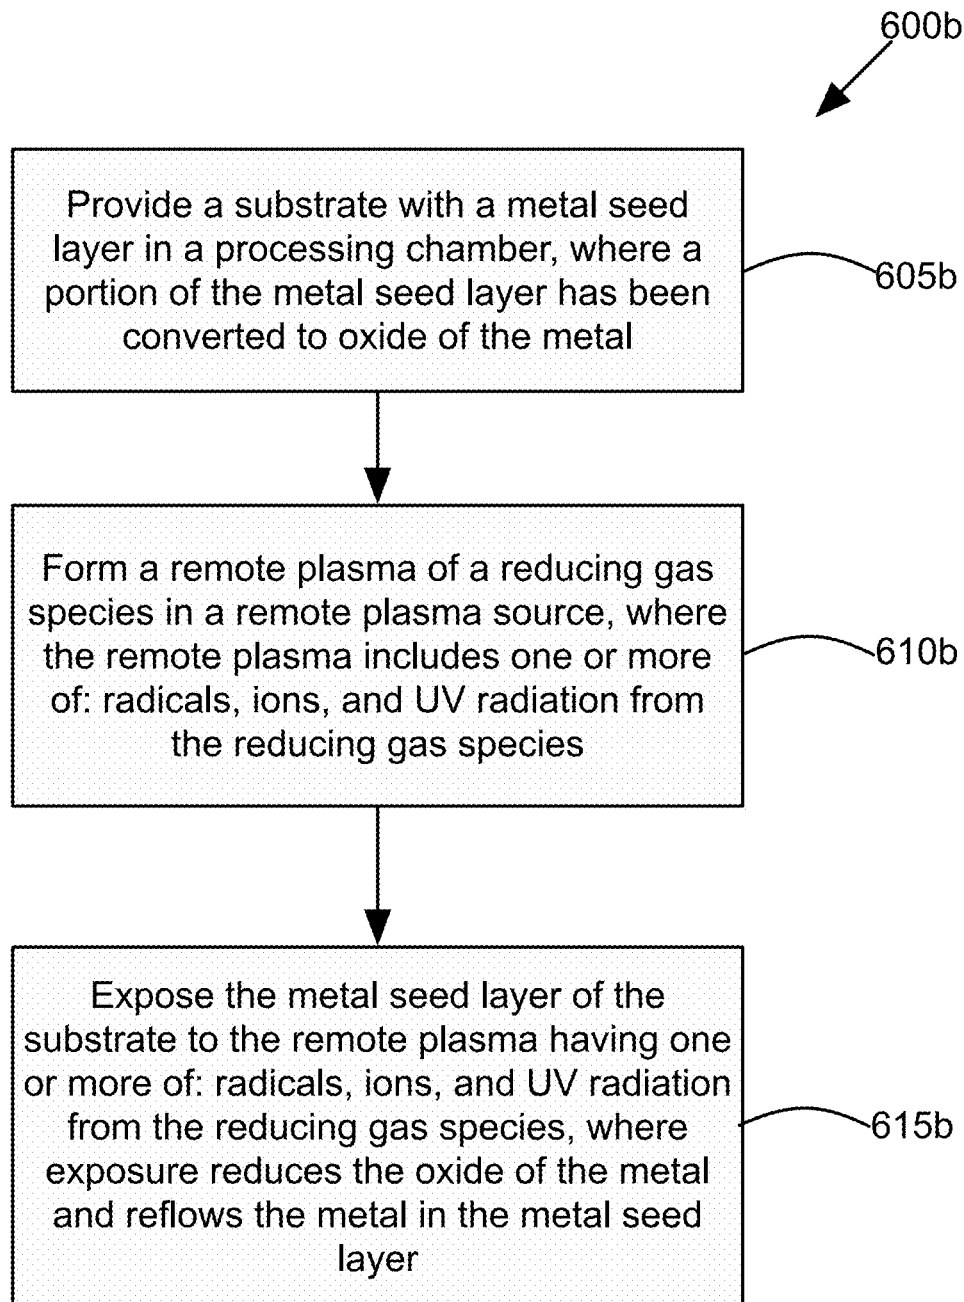 600b
Provide a substrate with a metal seed
layer in a processing chamber, where a
portion of the metal seed layer has been
converted to oxide of the metal
605b
Form a remote plasma of a reducing gas
species in a remote plasma source, where
the remote plasma includes one or more
of: radicals, ions, and UV radiation from
the reducing gas species
610b
Expose the metal seed layer of the
substrate to the remote plasma having one
or more of: radicals, ions, and UV radiation
from the reducing gas species, where
exposure reduces the oxide of the metal
and reflows the metal in the metal seed
layer
615b